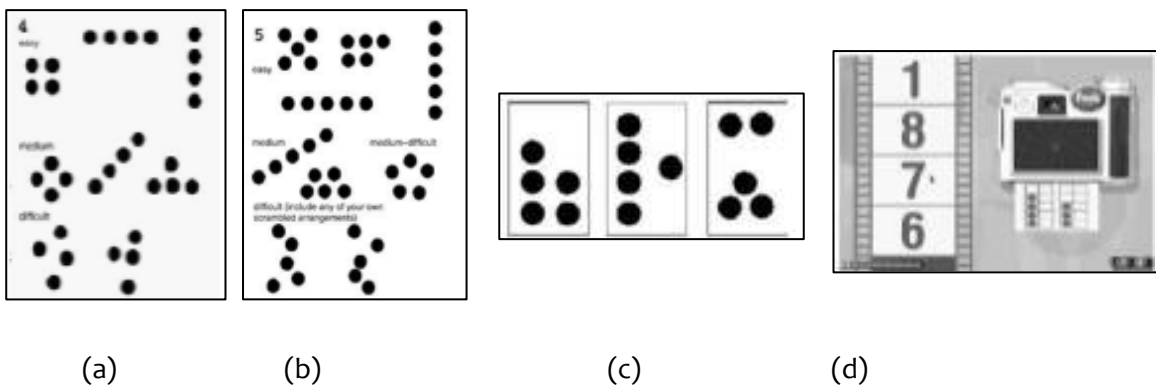 4
easy
medium
difficult
5
easy
medium
medium-difficult
difficult (include any of your own
scrambled arrangements)
1
8
7
6
(a) (b) (c) (d)